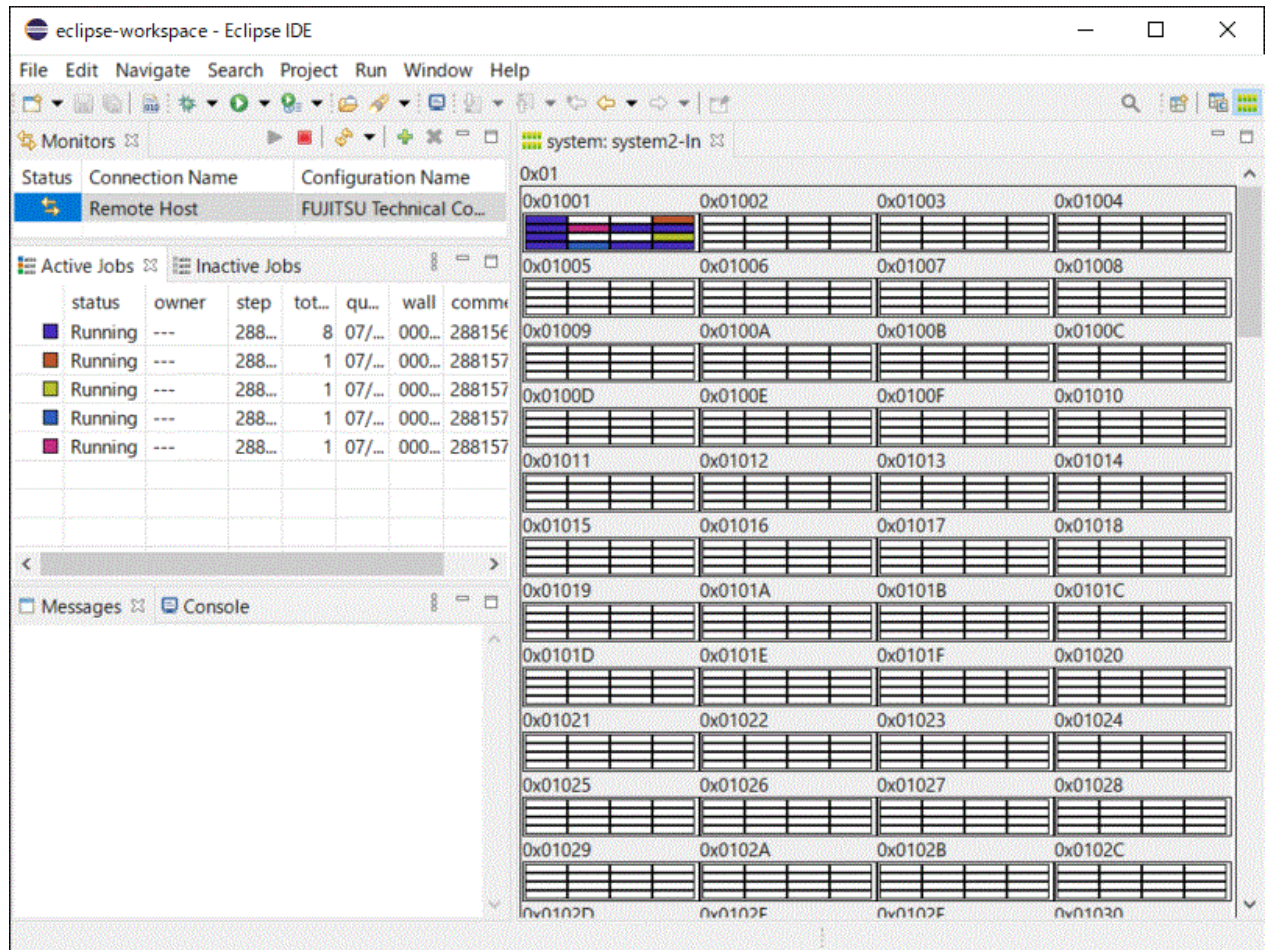 eclipse-workspace - Eclipse IDE
File Edit Navigate Search Project Run Window Help
Monitors
Status Connection Name Configuration Name
Remote Host FUJITSU Technical Co...
Active Jobs Inactive Jobs
status owner step tot... qu... wall comme
Running --- 288... 8 07/... 000... 288156
Running --- 288... 1 07/... 000... 288157
Running --- 288... 1 07/... 000... 288157
Running --- 288... 1 07/... 000... 288157
Running --- 288... 1 07/... 000... 288157
Messages Console
system: system2-In
0x01
0x01001 0x01002 0x01003 0x01004
0x01005 0x01006 0x01007 0x01008
0x01009 0x0100A 0x0100B 0x0100C
0x0100D 0x0100E 0x0100F 0x01010
0x01011 0x01012 0x01013 0x01014
0x01015 0x01016 0x01017 0x01018
0x01019 0x0101A 0x0101B 0x0101C
0x0101D 0x0101E 0x0101F 0x01020
0x01021 0x01022 0x01023 0x01024
0x01025 0x01026 0x01027 0x01028
0x01029 0x0102A 0x0102B 0x0102C
0x0102D 0x0102E 0x0102F 0x01030